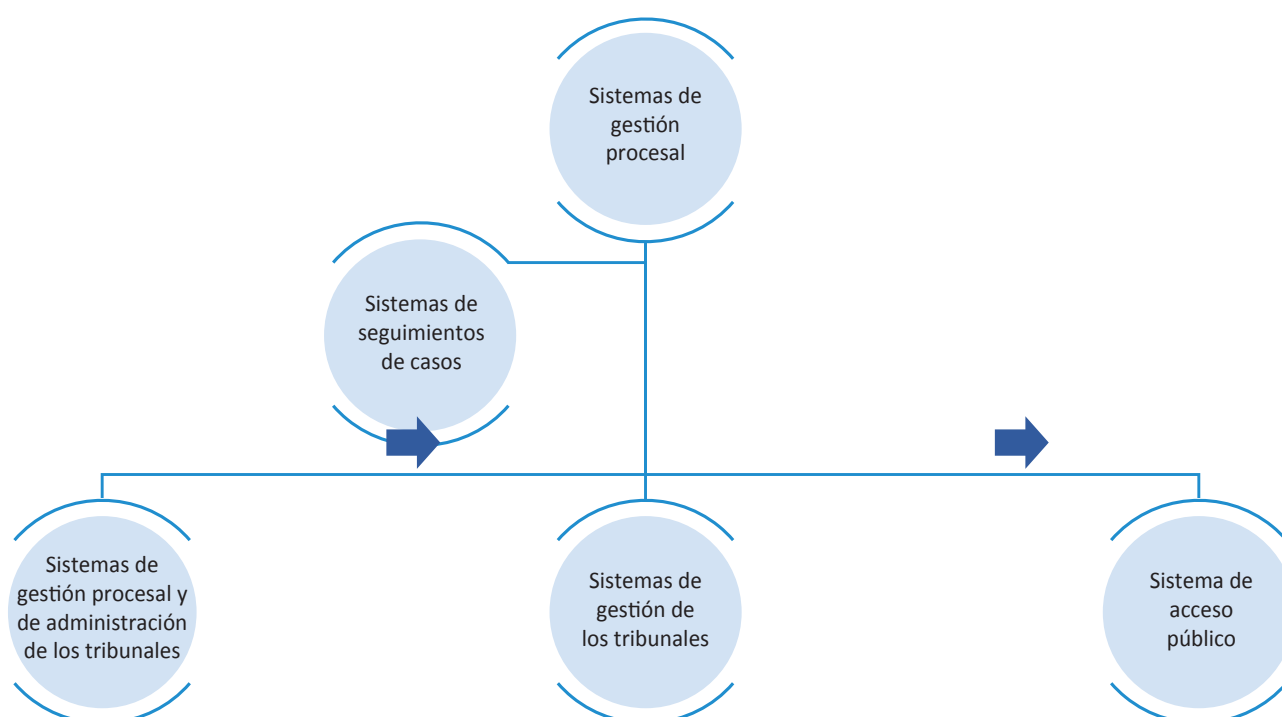 Sistemas de
gestión
procesal
Sistemas de
seguimientos
de casos
Sistemas de
gestión procesal y
de administración
de los tribunales
Sistemas de
gestión de
los tribunales
Sistema de
acceso
público